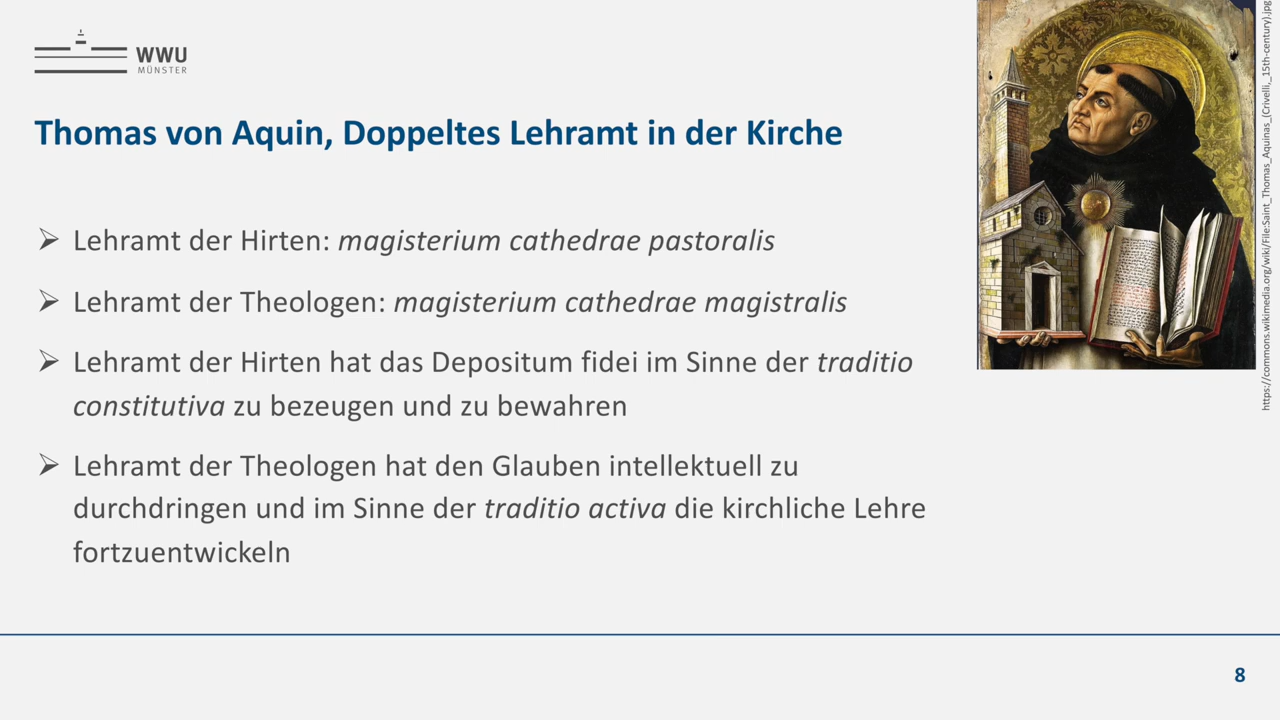 WWU
MÜNSTER
Thomas von Aquin, Doppeltes Lehramt in der Kirche
➢ Lehramt der Hirten: magisterium cathedrae pastoralis
➢ Lehramt der Theologen: magisterium cathedrae magistralis
➢ Lehramt der Hirten hat das Depositum fidei im Sinne der traditio
constitutiva zu bezeugen und zu bewahren
➢ Lehramt der Theologen hat den Glauben intellektuell zu
durchdringen und im Sinne der traditio activa die kirchliche Lehre
fortzuentwickeln
https://commons.wikimedia.org/wiki/File:Saint_Thomas_Aquinas_(Crivelli,_15th-century).jpg
8